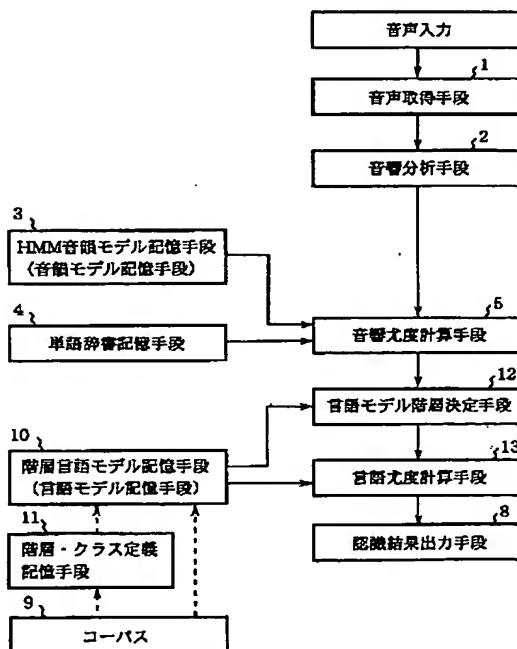 音声入力
1
音声取得手段
2
音響分析手段
3
HMM音韻モデル記憶手段
(音韻モデル記憶手段)
4
単語辞書記憶手段
5
音響尤度計算手段
12
言語モデル階層決定手段
10
階層言語モデル記憶手段
(言語モデル記憶手段)
13
言語尤度計算手段
11
階層・クラス定義
記憶手段
8
認識結果出力手段
9
コーパス